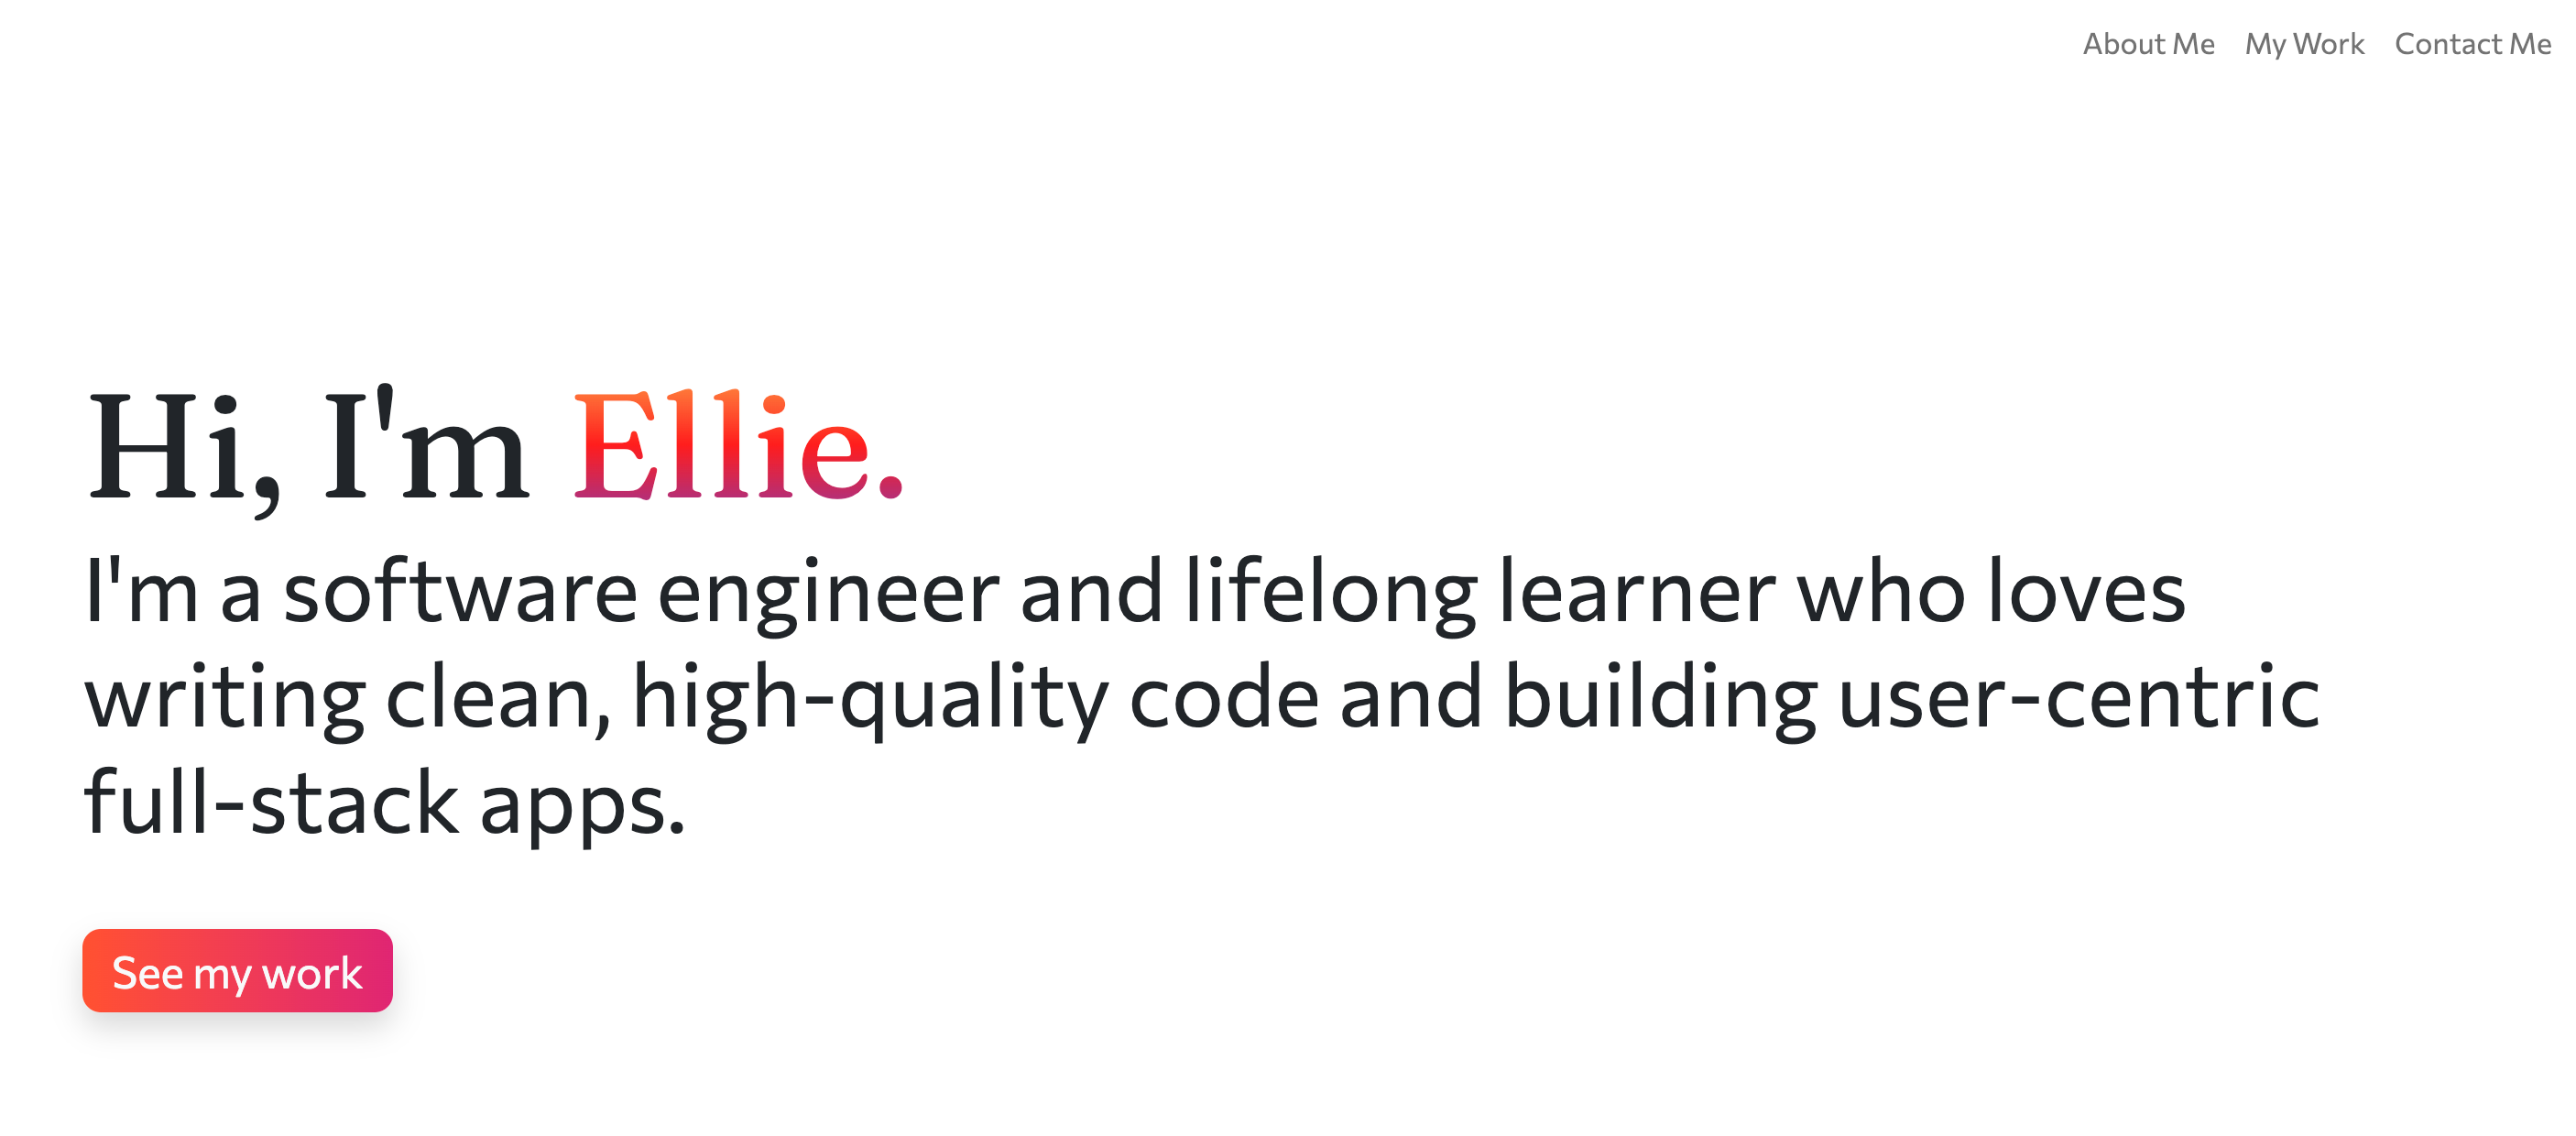 About Me My Work Contact Me
Hi, I'm Ellie.
I'm a software engineer and lifelong learner who loves
writing clean, high-quality code and building user-centric
full-stack apps.
See my work